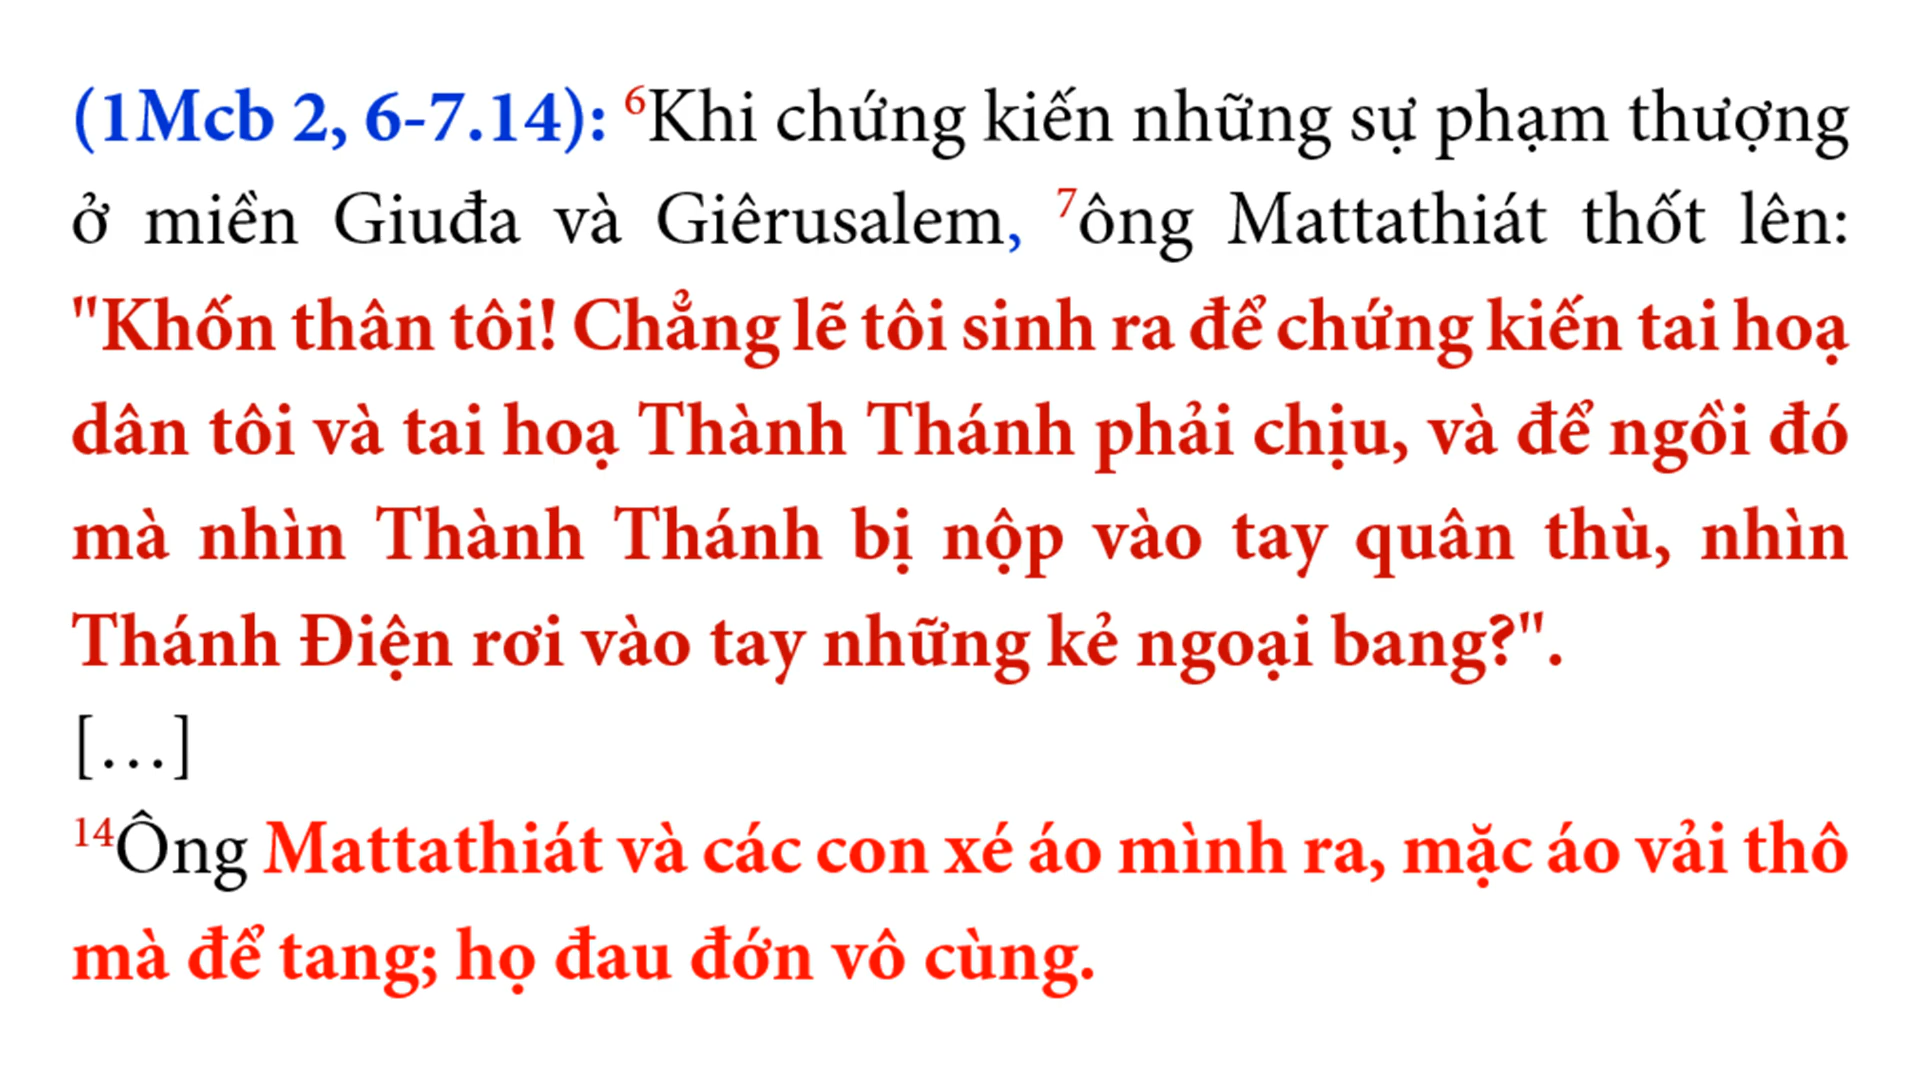 (1Mcb 2, 6-7.14): ⁶Khi chứng kiến những sự phạm thượng
ở miền Giuđa và Giêrusalem, ⁷ông Mattathiát thốt lên:
"Khốn thân tôi! Chẳng lẽ tôi sinh ra để chứng kiến tai hoạ
dân tôi và tai hoạ Thành Thánh phải chịu, và để ngồi đó
mà nhìn Thành Thánh bị nộp vào tay quân thù, nhìn
Thánh Điện rơi vào tay những kẻ ngoại bang?".
[…]
¹⁴Ông Mattathiát và các con xé áo mình ra, mặc áo vải thô
mà để tang; họ đau đớn vô cùng.